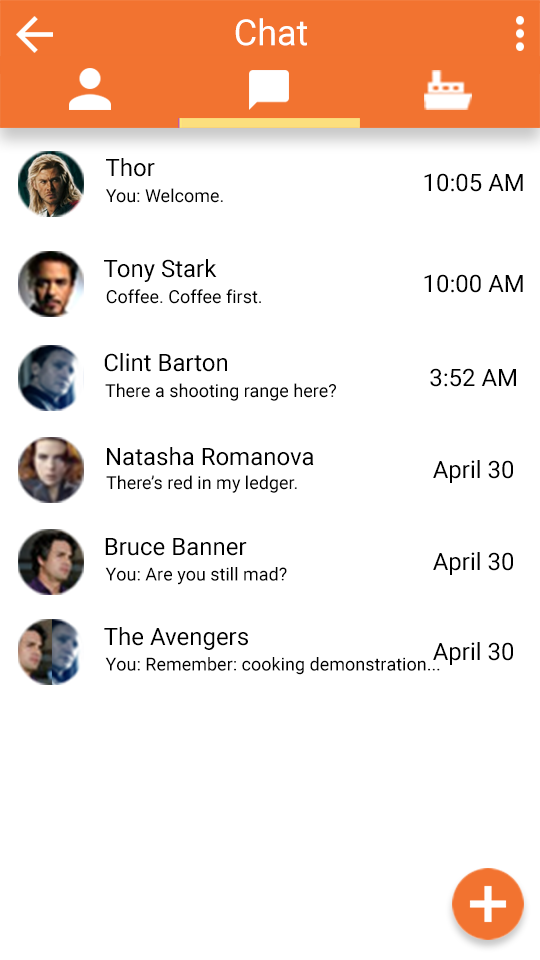 Chat
Thor
10:05 AM
You: Welcome.
Tony Stark
10:00 AM
Coffee. Coffee first.
Clint Barton
3:52 AM
There a shooting range here?
Natasha Romanova
April 30
There’s red in my ledger.
Bruce Banner
April 30
You: Are you still mad?
The Avengers
April 30
You: Remember: cooking demonstration...